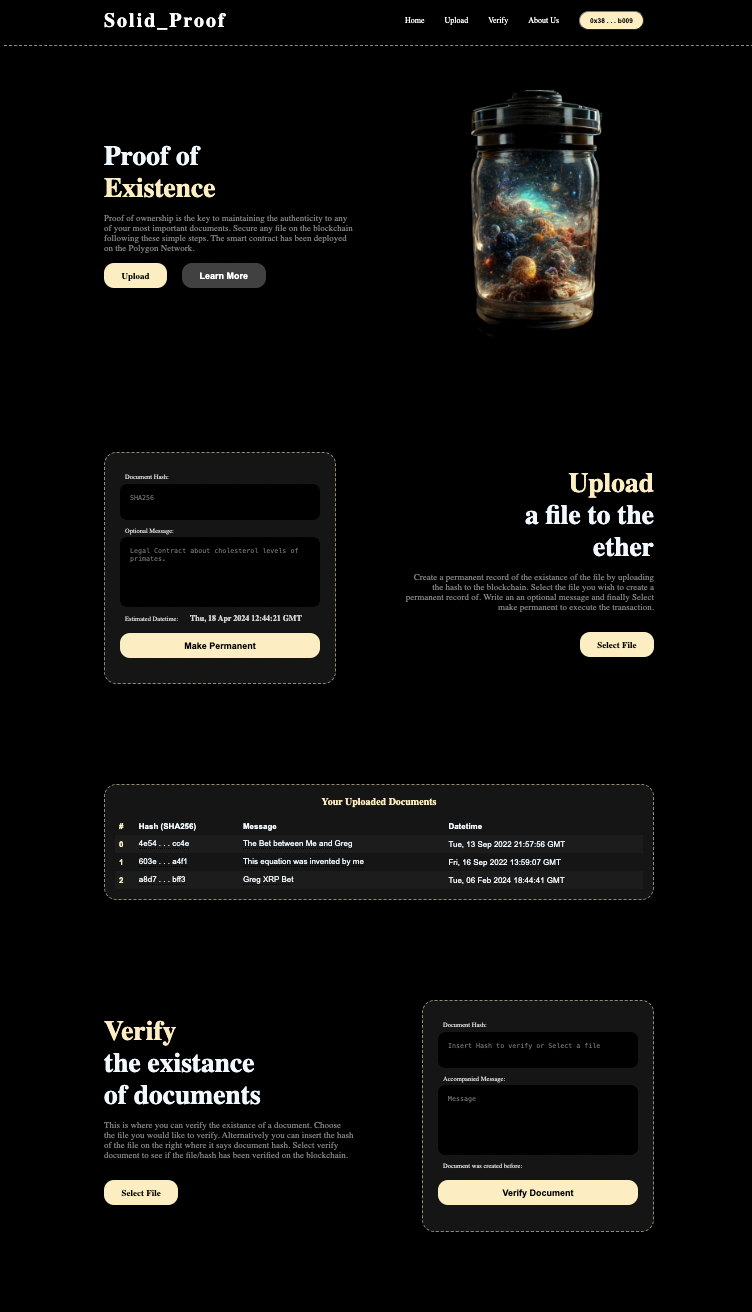 Solid_Proof
Home Upload Verify About Us 0x38...b009
Proof of
Existence
Proof of ownership is the key to maintaining the authenticity to any
of your most important documents. Secure any file on the blockchain
following these simple steps. The smart contract has been deployed
on the Polygon Network.
Upload Learn More
Document Hash:
SHA256
Optional Message:
Legal Contract about cholesterol levels of
primates.
Estimated Datetime: Thu, 18 Apr 2024 12:44:21 GMT
Make Permanent
Upload
a file to the
ether
Create a permanent record of the existance of the file by uploading
the hash to the blockchain. Select the file you wish to create a
permanent record of. Write an an optional message and finally Select
make permanent to execute the transaction.
Select File
Your Uploaded Documents
# Hash (SHA256) Message Datetime
0 4e54 . . . cc4e The Bet between Me and Greg Tue, 13 Sep 2022 21:57:56 GMT
1 603e . . . a4f1 This equation was invented by me Fri, 16 Sep 2022 13:59:07 GMT
2 a8d7 . . . bff3 Greg XRP Bet Tue, 06 Feb 2024 18:44:41 GMT
Verify
the existance
of documents
This is where you can verify the existance of a document. Choose
the file you would like to verify. Alternatively you can insert the hash
of the file on the right where it says document hash. Select verify
document to see if the file/hash has been verified on the blockchain.
Select File
Document Hash:
Insert Hash to verify or Select a file
Accompanied Message:
Message
Document was created before:
Verify Document